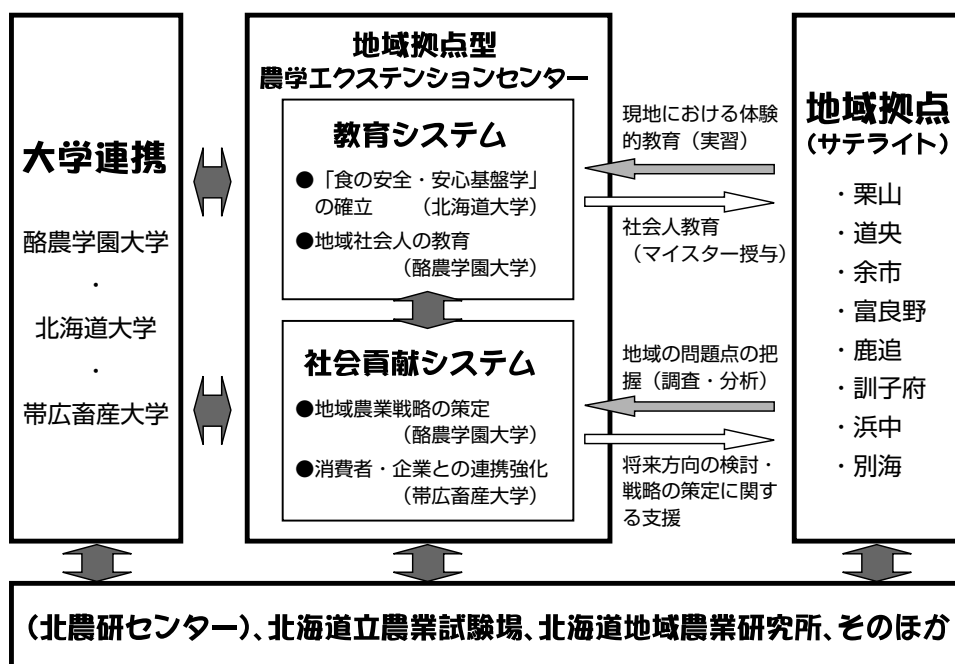 大学連携
酪農学園大学
・
北海道大学
・
帯広畜産大学
地域拠点型
農学エクステンションセンター
教育システム
●「食の安全・安心基盤学」
の確立　　（北海道大学）
●地域社会人の教育
（酪農学園大学）
社会貢献システム
●地域農業戦略の策定
（酪農学園大学）
●消費者・企業との連携強化
（帯広畜産大学）
現地における体験
的教育（実習）
社会人教育
（マイスター授与）
地域の問題点の把
握（調査・分析）
将来方向の検討・
戦略の策定に関す
る支援
地域拠点
（サテライト）
・栗山
・道央
・余市
・富良野
・鹿追
・訓子府
・浜中
・別海
（北農研センター）、北海道立農業試験場、北海道地域農業研究所、そのほか